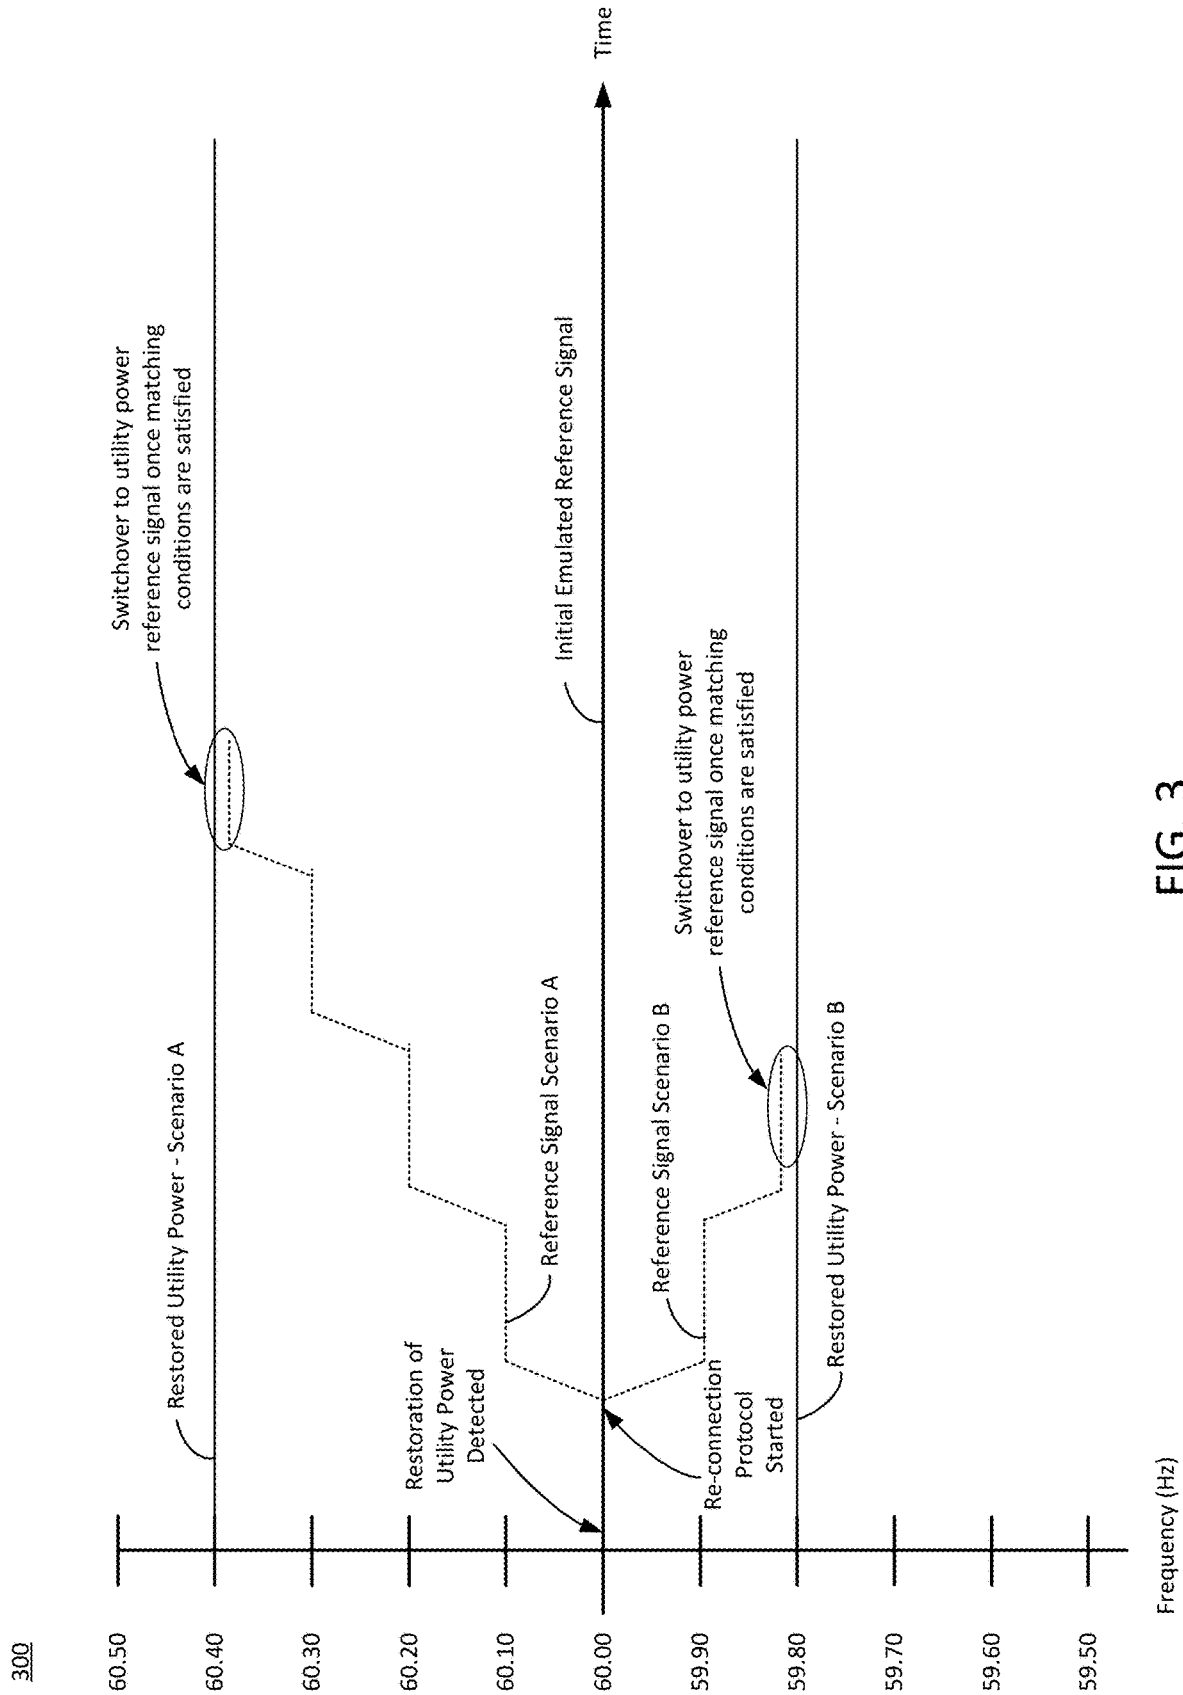 300
60.50
60.40
60.30
60.20
60.10
60.00
59.90
59.80
59.70
59.60
59.50
Frequency (Hz)
Time
Restored Utility Power - Scenario A
Switchover to utility power
reference signal once matching
conditions are satisfied
Restoration of
Utility Power
Detected
Reference Signal Scenario A
Initial Emulated Reference Signal
Re-connection
Protocol
Started
Reference Signal Scenario B
Switchover to utility power
reference signal once matching
conditions are satisfied
Restored Utility Power - Scenario B
FIG. 3